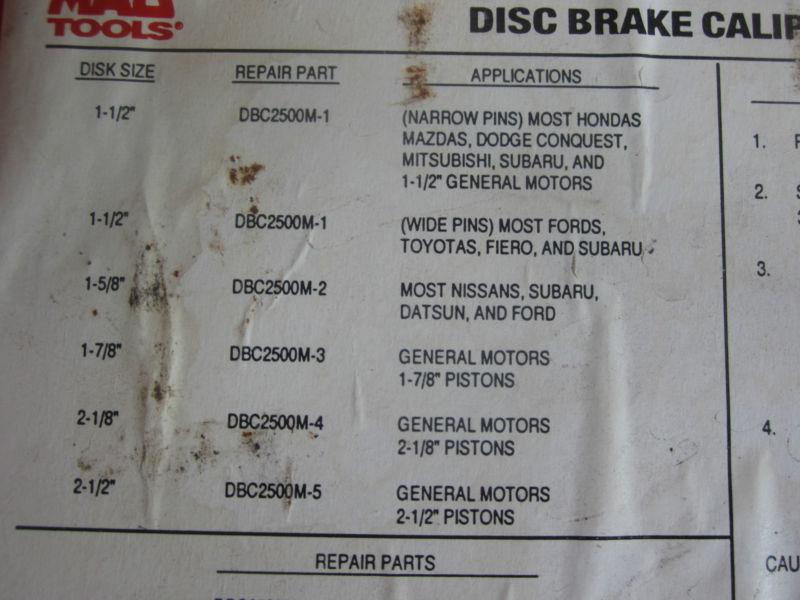 MAC
TOOLS®
DISC BRAKE CALIP
DISK SIZE REPAIR PART APPLICATIONS
1-1/2" DBC2500M-1 (NARROW PINS) MOST HONDAS
MAZDAS, DODGE CONQUEST,
MITSUBISHI, SUBARU, AND
1-1/2" GENERAL MOTORS
1-1/2" DBC2500M-1 (WIDE PINS) MOST FORDS,
TOYOTAS, FIERO, AND SUBARU
1-5/8" DBC2500M-2 MOST NISSANS, SUBARU,
DATSUN, AND FORD
1-7/8" DBC2500M-3 GENERAL MOTORS
1-7/8" PISTONS
2-1/8" DBC2500M-4 GENERAL MOTORS
2-1/8" PISTONS
2-1/2" DBC2500M-5 GENERAL MOTORS
2-1/2" PISTONS
REPAIR PARTS
1.
2.
3.
4.
CAU